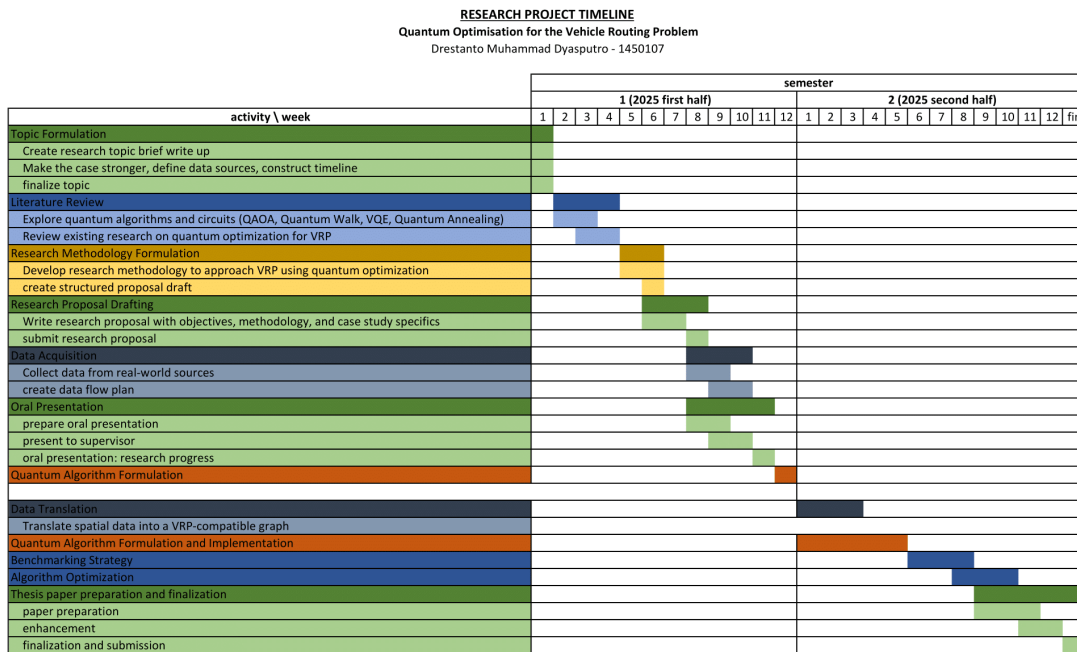 RESEARCH PROJECT TIMELINE
Quantum Optimisation for the Vehicle Routing Problem
Drestanto Muhammad Dyasputro - 1450107
semester
1 (2025 first half) 2 (2025 second half)
activity \ week 1 2 3 4 5 6 7 8 9 10 11 12 1 2 3 4 5 6 7 8 9 10 11 12
Topic Formulation
Create research topic brief write up
Make the case stronger, define data sources, construct timeline
finalize topic
Literature Review
Explore quantum algorithms and circuits (QAOA, Quantum Walk, VQE, Quantum Annealing)
Review existing research on quantum optimization for VRP
Research Methodology Formulation
Develop research methodology to approach VRP using quantum optimization
create structured proposal draft
Research Proposal Drafting
Write research proposal with objectives, methodology, and case study specifics
submit research proposal
Data Acquisition
Collect data from real-world sources
create data flow plan
Oral Presentation
prepare oral presentation
present to supervisor
oral presentation: research progress
Quantum Algorithm Formulation
Data Translation
Translate spatial data into a VRP-compatible graph
Quantum Algorithm Formulation and Implementation
Benchmarking Strategy
Algorithm Optimization
Thesis paper preparation and finalization
paper preparation
enhancement
finalization and submission